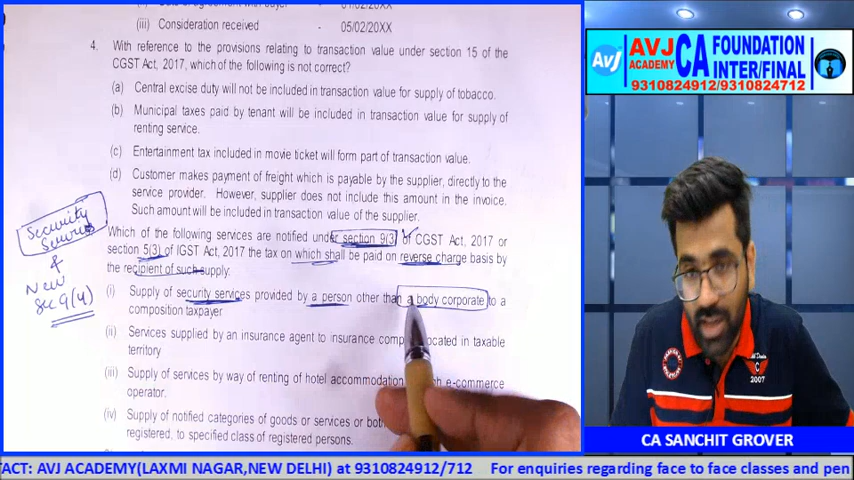 (iii) Consideration received - 05/02/20XX
4. With reference to the provisions relating to transaction value under section 15 of the
CGST Act, 2017, which of the following is not correct?
(a) Central excise duty will not be included in transaction value for supply of tobacco.
(b) Municipal taxes paid by tenant will be included in transaction value for supply of
renting service.
(c) Entertainment tax included in movie ticket will form part of transaction value.
(d) Customer makes payment of freight which is payable by the supplier, directly to the
service provider. However, supplier does not include this amount in the invoice.
Such amount will be included in transaction value of the supplier.
Which of the following services are notified under section 9(3) of CGST Act, 2017 or
section 5(3) of IGST Act, 2017 the tax on which shall be paid on reverse charge basis by
the recipient of such supply:
(i) Supply of security services provided by a person other than a body corporate to a
composition taxpayer
(ii) Services supplied by an insurance agent to insurance located in taxable
territory
(iii) Supply of services by way of renting of hotel accommodation e-commerce
operator.
(iv) Supply of notified categories of goods or services or
registered, to specified class of registered persons.
Security
Services
&
New
Sec 9(4)
AVJ
AVJ
ACADEMY
CA FOUNDATION
INTER/FINAL
9310824912/9310824712
2007
CA SANCHIT GROVER
TACT: AVJ ACADEMY(LAXMI NAGAR,NEW DELHI) at 9310824912/712 For enquiries regarding face to face classes and pen